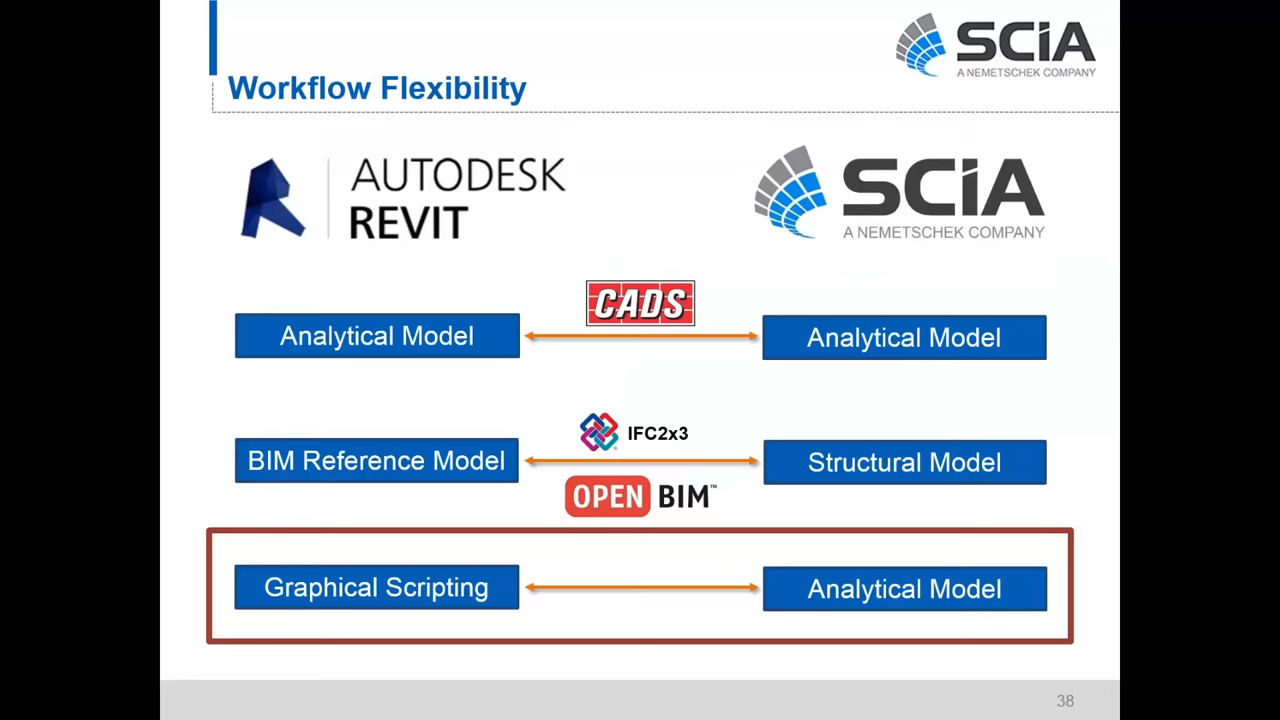 SCiA
A NEMETSCHEK COMPANY
Workflow Flexibility
AUTODESK
REVIT
SCiA
A NEMETSCHEK COMPANY
CADS
Analytical Model
Analytical Model
IFC2x3
BIM Reference Model
Structural Model
OPEN BIM™
Graphical Scripting
Analytical Model
38